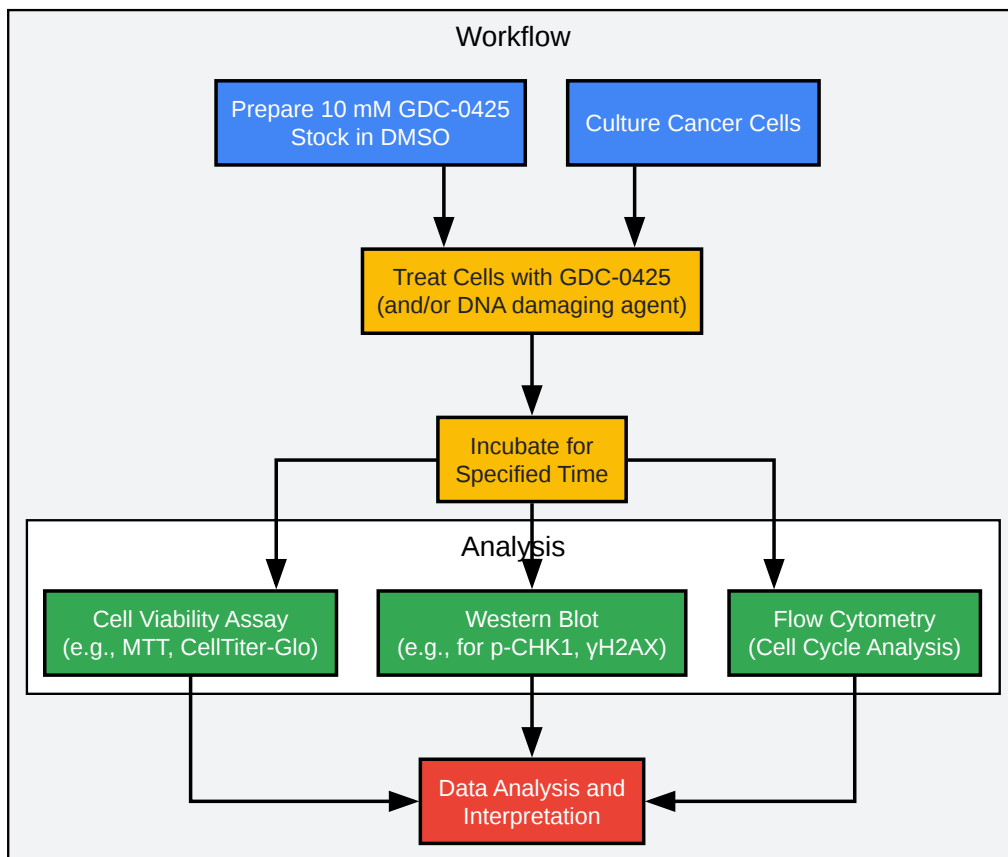 Workflow
Prepare 10 mM GDC-0425
Stock in DMSO
Culture Cancer Cells
Treat Cells with GDC-0425
(and/or DNA damaging agent)
Incubate for
Specified Time
Analysis
Cell Viability Assay
(e.g., MTT, CellTiter-Glo)
Western Blot
(e.g., for p-CHK1, γH2AX)
Flow Cytometry
(Cell Cycle Analysis)
Data Analysis and
Interpretation